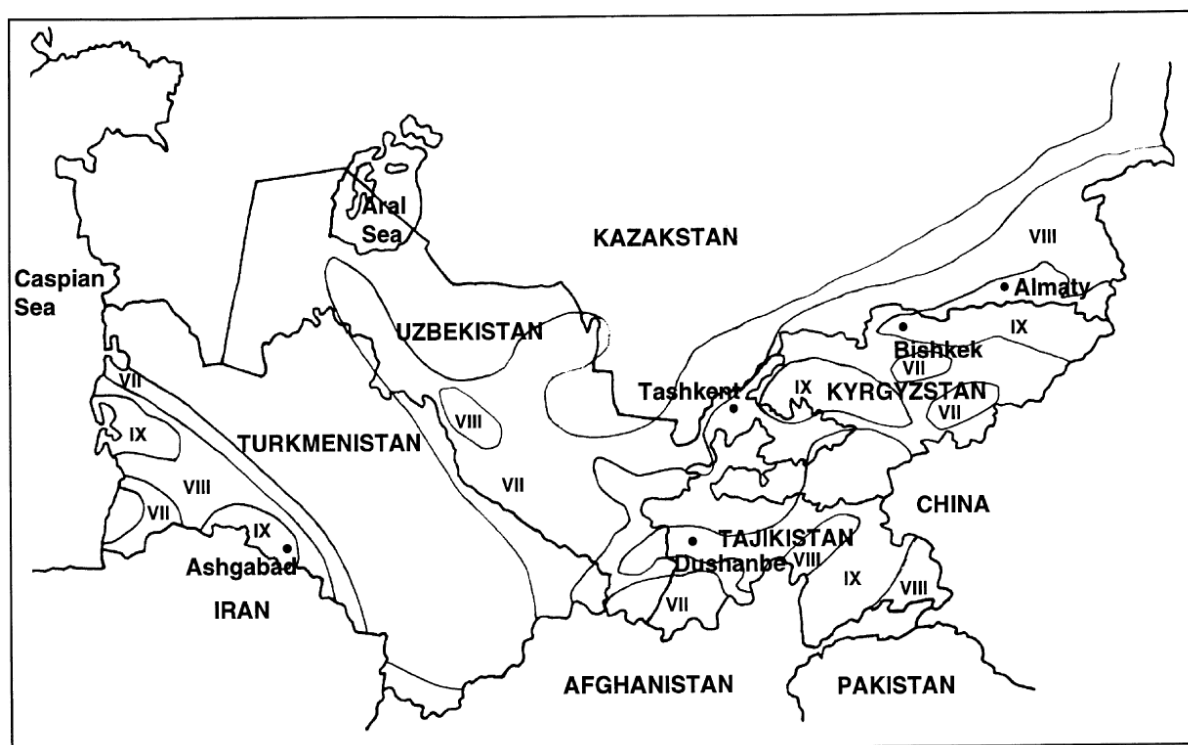 Aral
Sea
KAZAKSTAN
VIII
Caspian
Sea
Almaty
UZBEKISTAN
IX
Bishkek
VII
VII
Tashkent
IX
KYRGYZSTAN
VIII
VII
IX
TURKMENISTAN
VII
VIII
CHINA
VII
IX
TAJIKISTAN
Ashgabad
Dushanbe
VIII
IX
VIII
IRAN
VII
AFGHANISTAN
PAKISTAN